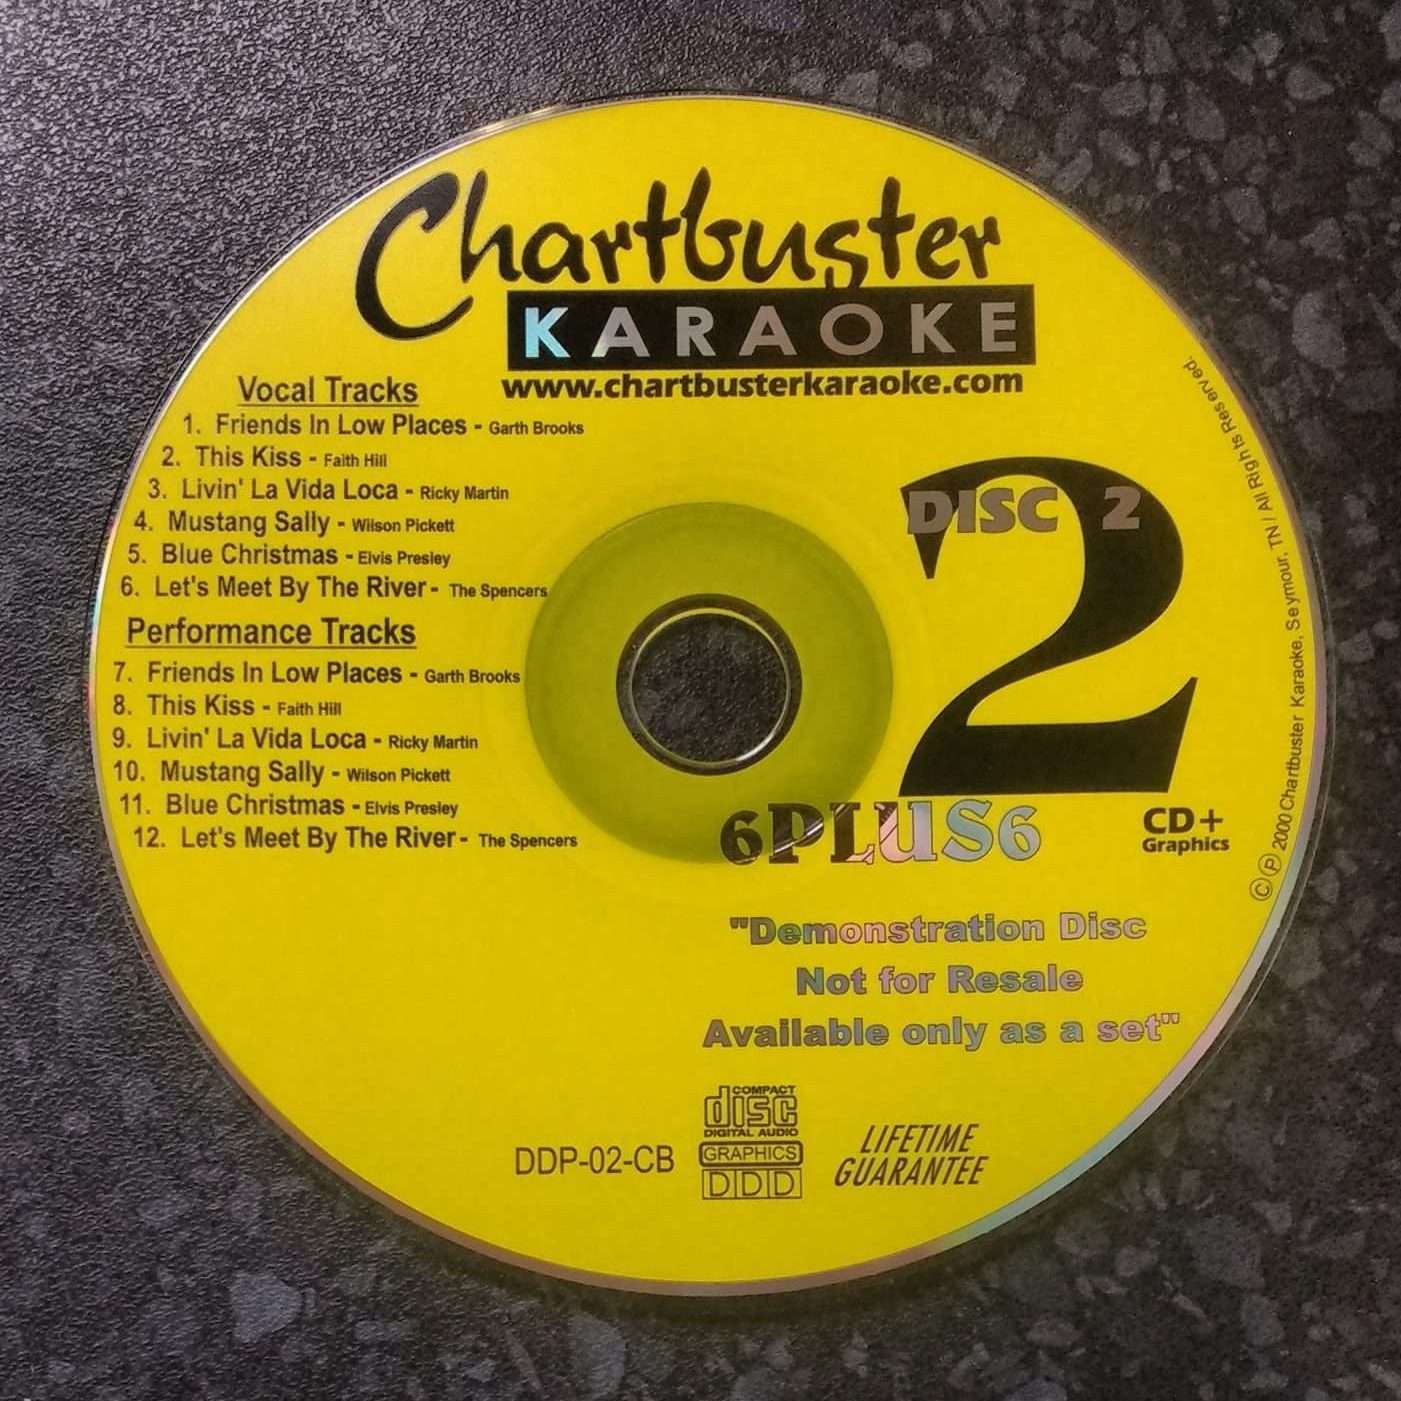 Chartbuster
KARAOKE
www.chartbusterkaraoke.com
Vocal Tracks
1. Friends In Low Places - Garth Brooks
2. This Kiss - Faith Hill
3. Livin' La Vida Loca - Ricky Martin
4. Mustang Sally - Wilson Pickett
5. Blue Christmas - Elvis Presley
6. Let's Meet By The River - The Spencers
Performance Tracks
7. Friends In Low Places - Garth Brooks
8. This Kiss - Faith Hill
9. Livin' La Vida Loca - Ricky Martin
10. Mustang Sally - Wilson Pickett
11. Blue Christmas - Elvis Presley
12. Let's Meet By The River - The Spencers
2
DISC 2
6PLUS6
CD+
Graphics
"Demonstration Disc
Not for Resale
Available only as a set"
DDP-02-CB
COMPACT
disc
DIGITAL AUDIO
GRAPHICS
DDD
LIFETIME
GUARANTEE
© ℗ 2000 Chartbuster Karaoke, Seymour, TN / All Rights Reserved.